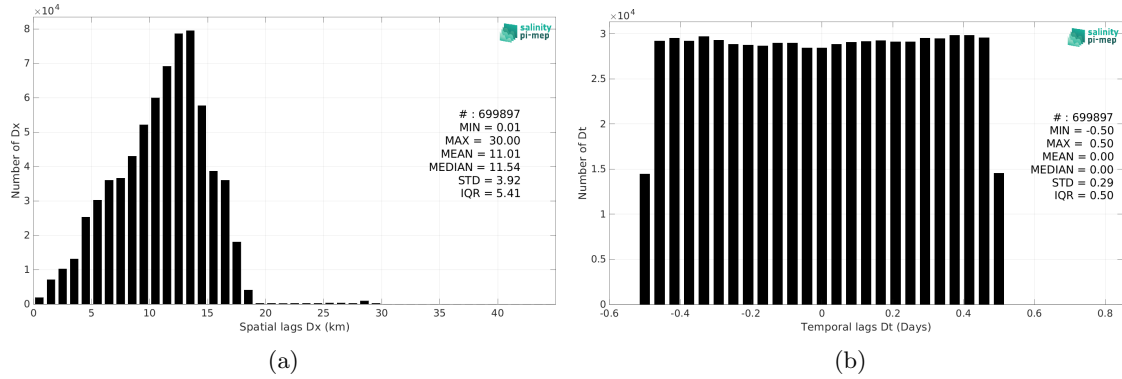 ×10⁴
8
7
6
5
4
3
2
1
0
Number of Dx
0 5 10 15 20 25 30 35 40
Spatial lags Dx (km)
salinity
pi-mep
# : 699897
MIN = 0.01
MAX = 30.00
MEAN = 11.01
MEDIAN = 11.54
STD = 3.92
IQR = 5.41
(a)
×10⁴
3
2.5
2
1.5
1
0.5
0
Number of Dt
-0.6 -0.4 -0.2 0 0.2 0.4 0.6 0.8
Temporal lags Dt (Days)
salinity
pi-mep
# : 699897
MIN = -0.50
MAX = 0.50
MEAN = 0.00
MEDIAN = 0.00
STD = 0.29
IQR = 0.50
(b)